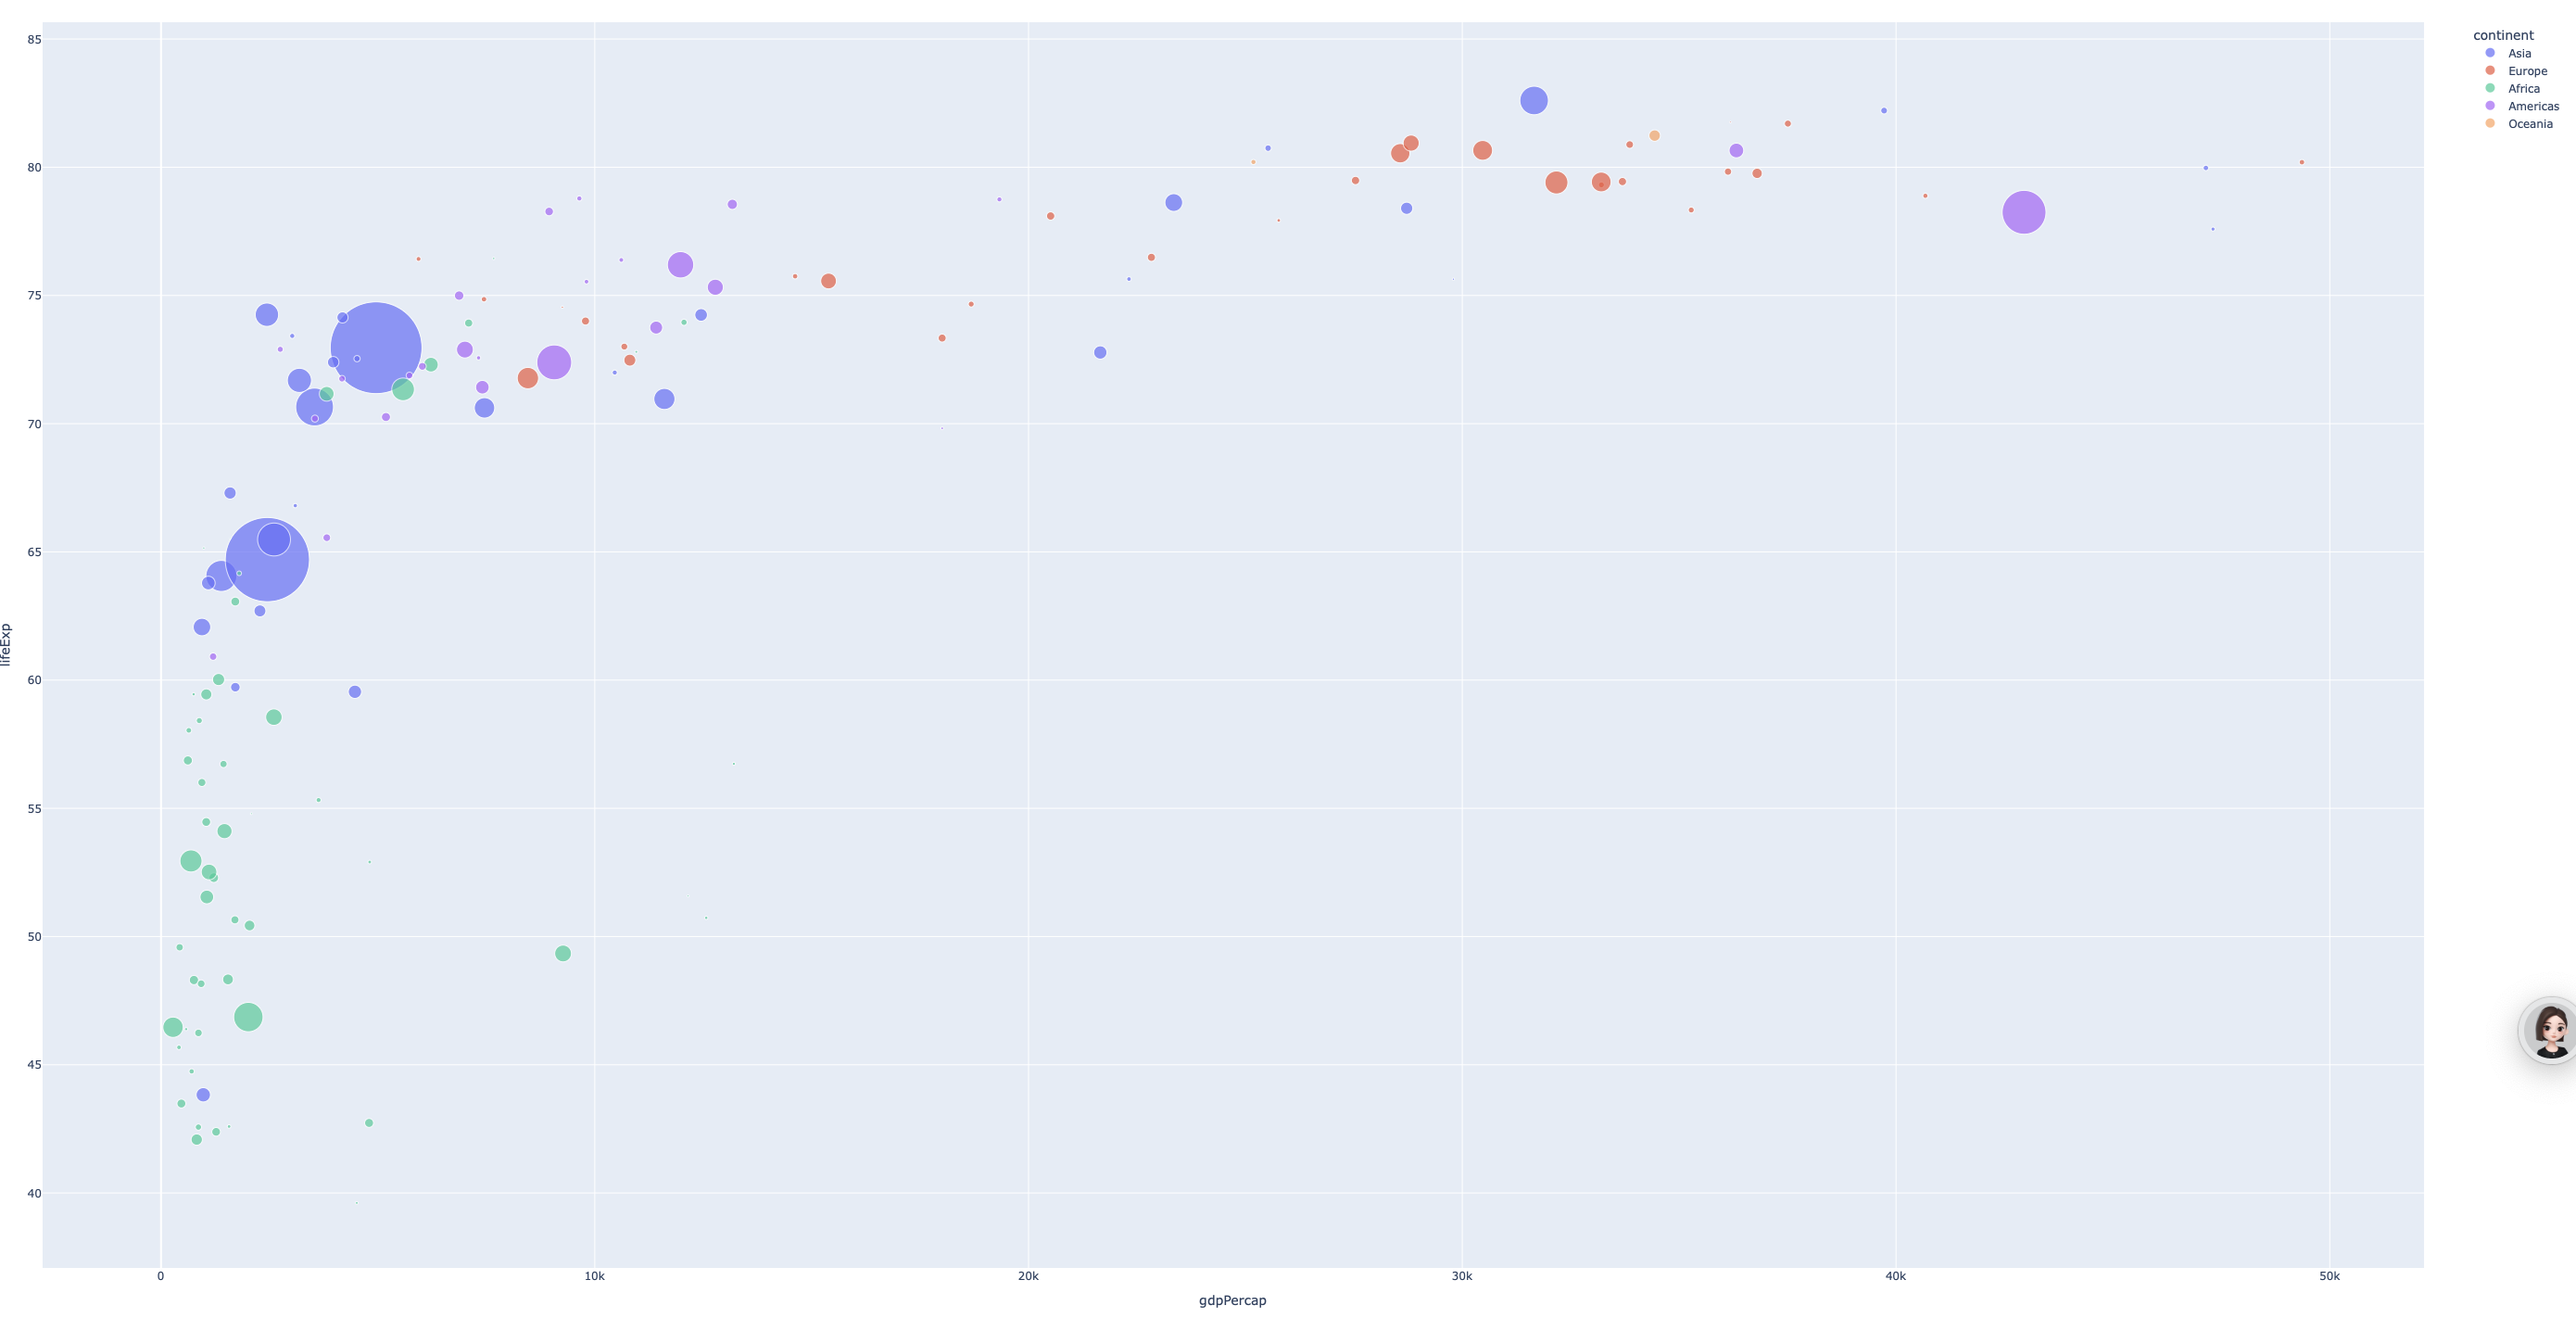 85
80
75
70
65
60
55
50
45
40
lifeExp
0
10k
20k
30k
40k
50k
gdpPercap
continent
Asia
Europe
Africa
Americas
Oceania